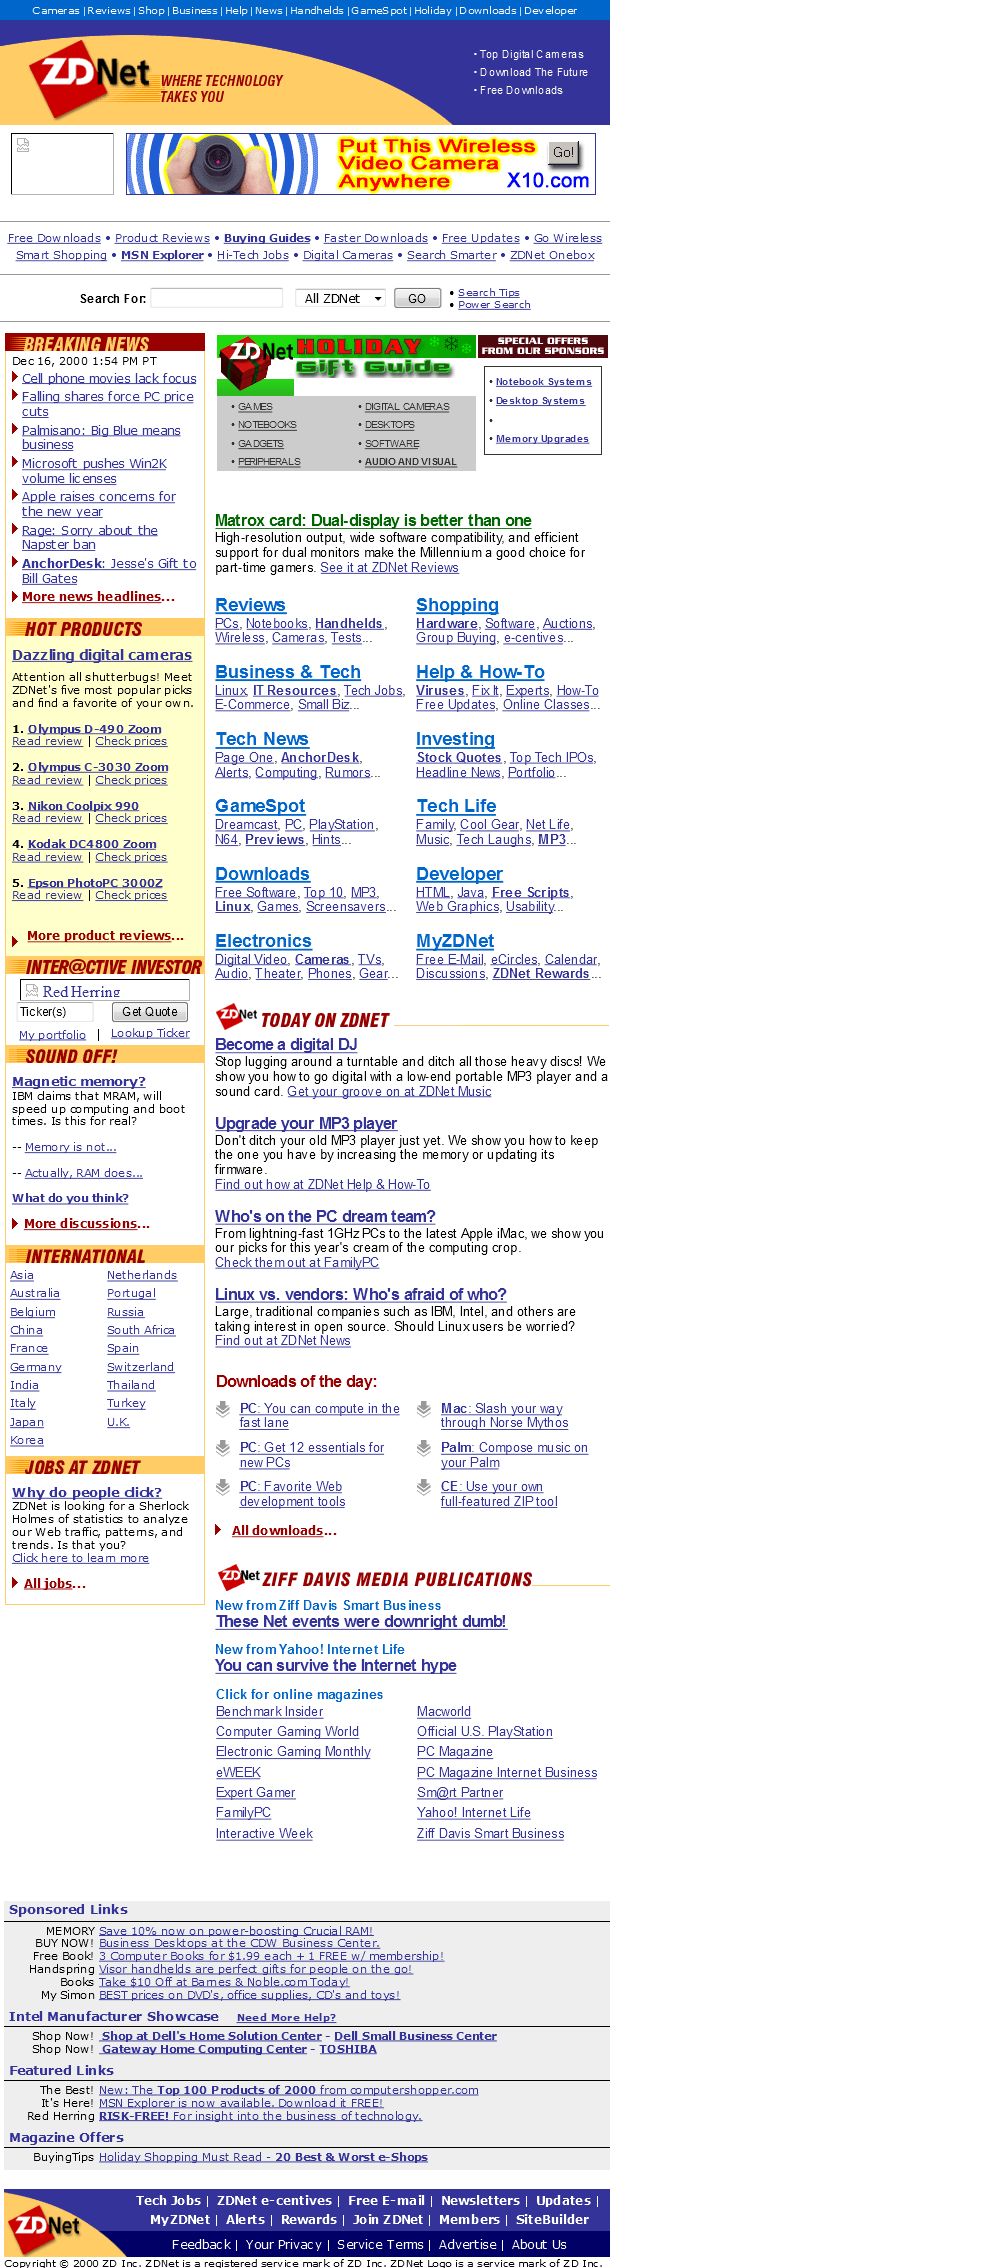 Cameras | Reviews | Shop | Business | Help | News | Handhelds | GameSpot | Holiday | Downloads | Developer
ZDNet
WHERE TECHNOLOGY
TAKES YOU
• Top Digital Cameras
• Download The Future
• Free Downloads
Put This Wireless
Video Camera
Anywhere
Go!
X10.com
Free Downloads • Product Reviews • Buying Guides • Faster Downloads • Free Updates • Go Wireless
Smart Shopping • MSN Explorer • Hi-Tech Jobs • Digital Cameras • Search Smarter • ZDNet Onebox
Search For:
All ZDNet
GO
• Search Tips
• Power Search
BREAKING NEWS
Dec 16, 2000 1:54 PM PT
Cell phone movies lack focus
Falling shares force PC price
cuts
Palmisano: Big Blue means
business
Microsoft pushes Win2K
volume licenses
Apple raises concerns for
the new year
Rage: Sorry about the
Napster ban
AnchorDesk: Jesse's Gift to
Bill Gates
More news headlines...
HOT PRODUCTS
Dazzling digital cameras
Attention all shutterbugs! Meet
ZDNet's five most popular picks
and find a favorite of your own.
1. Olympus D-490 Zoom
Read review | Check prices
2. Olympus C-3030 Zoom
Read review | Check prices
3. Nikon Coolpix 990
Read review | Check prices
4. Kodak DC4800 Zoom
Read review | Check prices
5. Epson PhotoPC 3000Z
Read review | Check prices
More product reviews...
INTER@CTIVE INVESTOR
Red Herring
Ticker(s)
Get Quote
My portfolio | Lookup Ticker
SOUND OFF!
Magnetic memory?
IBM claims that MRAM, will
speed up computing and boot
times. Is this for real?
-- Memory is not...
-- Actually, RAM does...
What do you think?
More discussions...
INTERNATIONAL
Asia
Netherlands
Australia
Portugal
Belgium
Russia
China
South Africa
France
Spain
Germany
Switzerland
India
Thailand
Italy
Turkey
Japan
U.K.
Korea
JOBS AT ZDNET
Why do people click?
ZDNet is looking for a Sherlock
Holmes of statistics to analyze
our Web traffic, patterns, and
trends. Is that you?
Click here to learn more
All jobs...
ZDNet HOLIDAY
Gift Guide
• GAMES
• DIGITAL CAMERAS
• NOTEBOOKS
• DESKTOPS
• GADGETS
• SOFTWARE
• PERIPHERALS
• AUDIO AND VISUAL
SPECIAL OFFERS
FROM OUR SPONSORS
• Notebook Systems
• Desktop Systems
•
• Memory Upgrades
Matrox card: Dual-display is better than one
High-resolution output, wide software compatibility, and efficient
support for dual monitors make the Millennium a good choice for
part-time gamers. See it at ZDNet Reviews
Reviews
PCs, Notebooks, Handhelds,
Wireless, Cameras, Tests...
Shopping
Hardware, Software, Auctions,
Group Buying, e-centives...
Business & Tech
Linux, IT Resources, Tech Jobs,
E-Commerce, Small Biz...
Help & How-To
Viruses, Fix It, Experts, How-To
Free Updates, Online Classes...
Tech News
Page One, AnchorDesk,
Alerts, Computing, Rumors...
Investing
Stock Quotes, Top Tech IPOs,
Headline News, Portfolio...
GameSpot
Dreamcast, PC, PlayStation,
N64, Previews, Hints...
Tech Life
Family, Cool Gear, Net Life,
Music, Tech Laughs, MP3...
Downloads
Free Software, Top 10, MP3,
Linux, Games, Screensavers...
Developer
HTML, Java, Free Scripts,
Web Graphics, Usability...
Electronics
Digital Video, Cameras, TVs,
Audio, Theater, Phones, Gear...
MyZDNet
Free E-Mail, eCircles, Calendar,
Discussions, ZDNet Rewards...
ZDNet TODAY ON ZDNET
Become a digital DJ
Stop lugging around a turntable and ditch all those heavy discs! We
show you how to go digital with a low-end portable MP3 player and a
sound card. Get your groove on at ZDNet Music
Upgrade your MP3 player
Don't ditch your old MP3 player just yet. We show you how to keep
the one you have by increasing the memory or updating its
firmware.
Find out how at ZDNet Help & How-To
Who's on the PC dream team?
From lightning-fast 1GHz PCs to the latest Apple iMac, we show you
our picks for this year's cream of the computing crop.
Check them out at FamilyPC
Linux vs. vendors: Who's afraid of who?
Large, traditional companies such as IBM, Intel, and others are
taking interest in open source. Should Linux users be worried?
Find out at ZDNet News
Downloads of the day:
PC: You can compute in the
fast lane
Mac: Slash your way
through Norse Mythos
PC: Get 12 essentials for
new PCs
Palm: Compose music on
your Palm
PC: Favorite Web
development tools
CE: Use your own
full-featured ZIP tool
All downloads...
ZDNet ZIFF DAVIS MEDIA PUBLICATIONS
New from Ziff Davis Smart Business
These Net events were downright dumb!
New from Yahoo! Internet Life
You can survive the Internet hype
Click for online magazines
Benchmark Insider
Macworld
Computer Gaming World
Official U.S. PlayStation
Electronic Gaming Monthly
PC Magazine
eWEEK
PC Magazine Internet Business
Expert Gamer
Sm@rt Partner
FamilyPC
Yahoo! Internet Life
Interactive Week
Ziff Davis Smart Business
Sponsored Links
MEMORY Save 10% now on power-boosting Crucial RAM!
BUY NOW! Business Desktops at the CDW Business Center.
Free Book! 3 Computer Books for $1.99 each + 1 FREE w/ membership!
Handspring Visor handhelds are perfect gifts for people on the go!
Books Take $10 Off at Barnes & Noble.com Today!
My Simon BEST prices on DVD's, office supplies, CD's and toys!
Intel Manufacturer Showcase Need More Help?
Shop Now! Shop at Dell's Home Solution Center - Dell Small Business Center
Shop Now! Gateway Home Computing Center - TOSHIBA
Featured Links
The Best! New: The Top 100 Products of 2000 from computershopper.com
It's Here! MSN Explorer is now available. Download it FREE!
Red Herring RISK-FREE! For insight into the business of technology.
Magazine Offers
BuyingTips Holiday Shopping Must Read - 20 Best & Worst e-Shops
ZDNet
Tech Jobs | ZDNet e-centives | Free E-mail | Newsletters | Updates |
MyZDNet | Alerts | Rewards | Join ZDNet | Members | SiteBuilder
Feedback | Your Privacy | Service Terms | Advertise | About Us
Copyright © 2000 ZD Inc. ZDNet is a registered service mark of ZD Inc. ZDNet Logo is a service mark of ZD Inc.